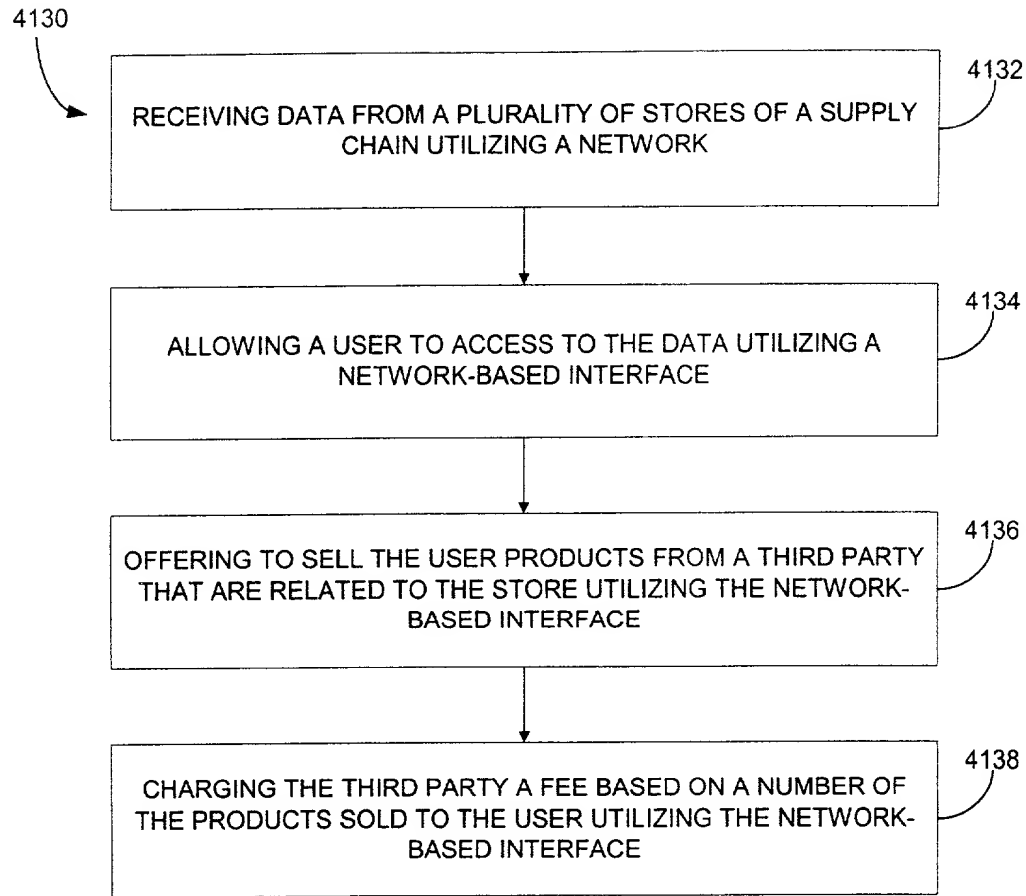 4130
4132
RECEIVING DATA FROM A PLURALITY OF STORES OF A SUPPLY
CHAIN UTILIZING A NETWORK
4134
ALLOWING A USER TO ACCESS TO THE DATA UTILIZING A
NETWORK-BASED INTERFACE
4136
OFFERING TO SELL THE USER PRODUCTS FROM A THIRD PARTY
THAT ARE RELATED TO THE STORE UTILIZING THE NETWORK-
BASED INTERFACE
4138
CHARGING THE THIRD PARTY A FEE BASED ON A NUMBER OF
THE PRODUCTS SOLD TO THE USER UTILIZING THE NETWORK-
BASED INTERFACE